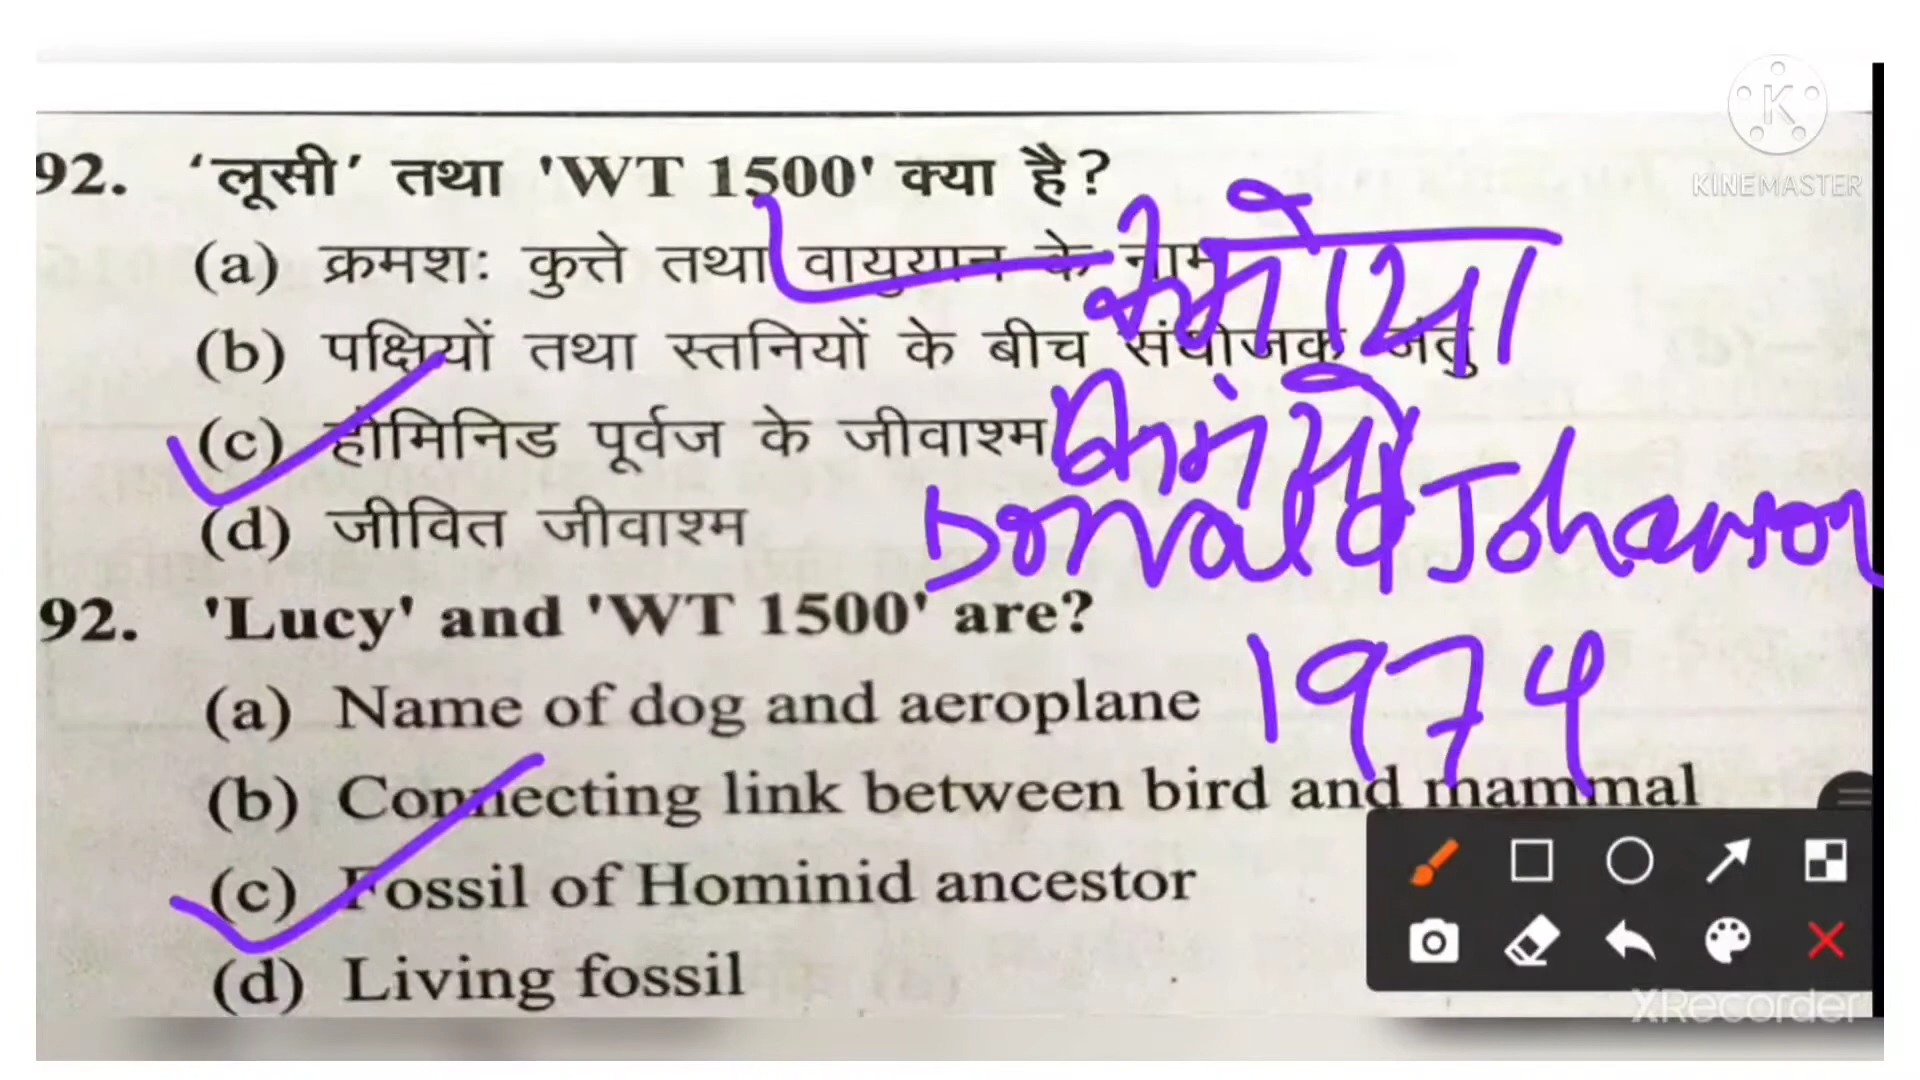 92. ‘लूसी’ तथा 'WT 1500' क्या है?
(a) क्रमशः कुत्ते तथा वायुयान के नाम
(b) पक्षियों तथा स्तनियों के बीच संयोजक जंतु
(c) होमिनिड पूर्वज के जीवाश्म
(d) जीवित जीवाश्म
Donald Johanson
92. 'Lucy' and 'WT 1500' are?
1974
(a) Name of dog and aeroplane
(b) Connecting link between bird and mammal
(c) Fossil of Hominid ancestor
(d) Living fossil
KINEMASTER
XRecorder